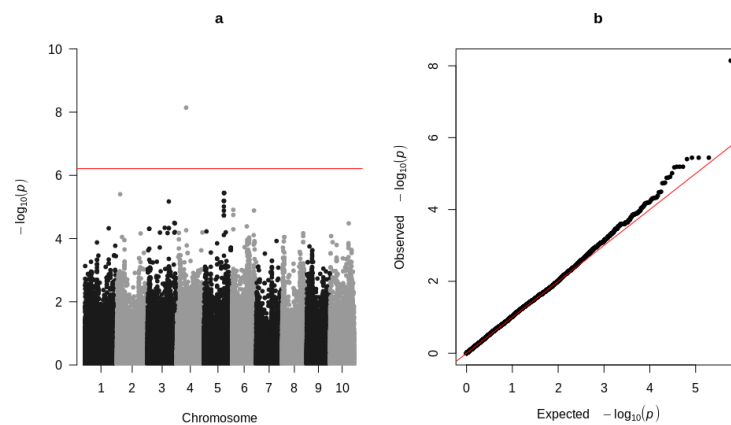 a
10
8
6
4
2
0
− log₁₀(p)
1 2 3 4 5 6 7 8 9 10
Chromosome
b
8
6
4
2
0
Observed − log₁₀(p)
0 1 2 3 4 5
Expected − log₁₀(p)